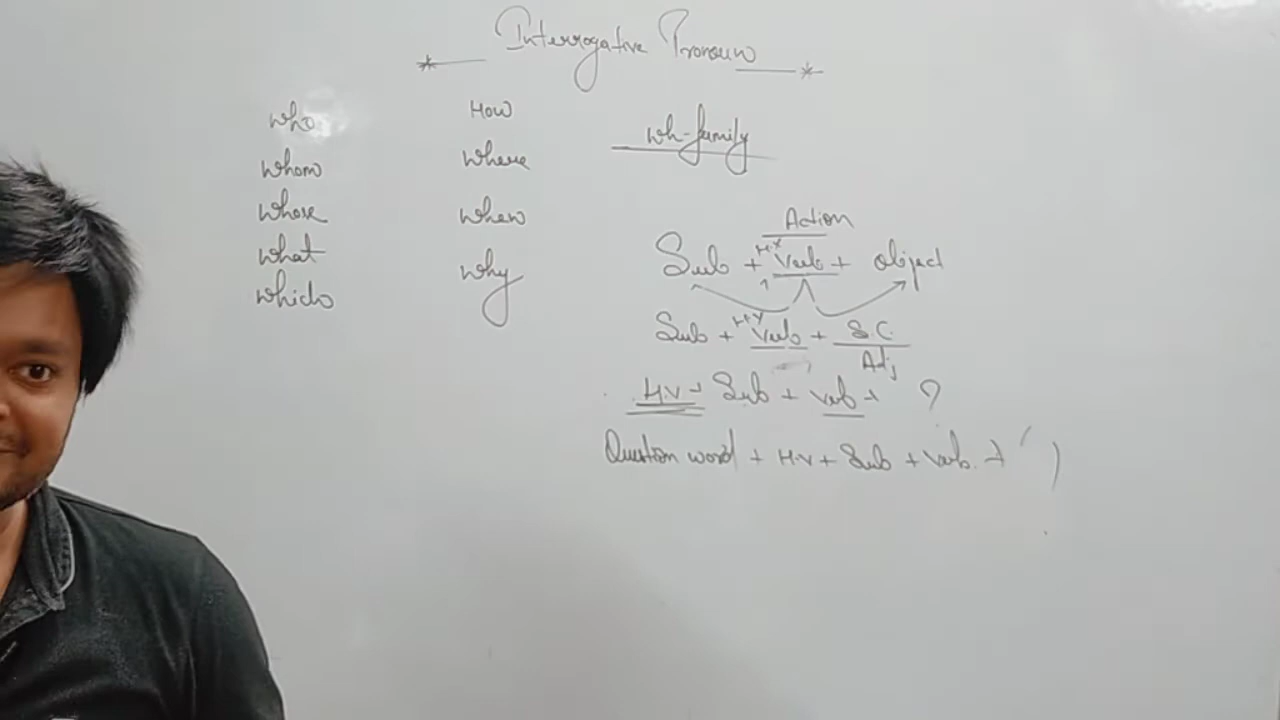 Interrogative Pronoun
who
whom
whose
what
which
How
where
when
why
wh-family
Action
Sub + Verb + object
Sub + Verb + S.C.
Adj
H.V + Sub + Verb + ?
Question word + H.V + Sub + Verb. + ( )